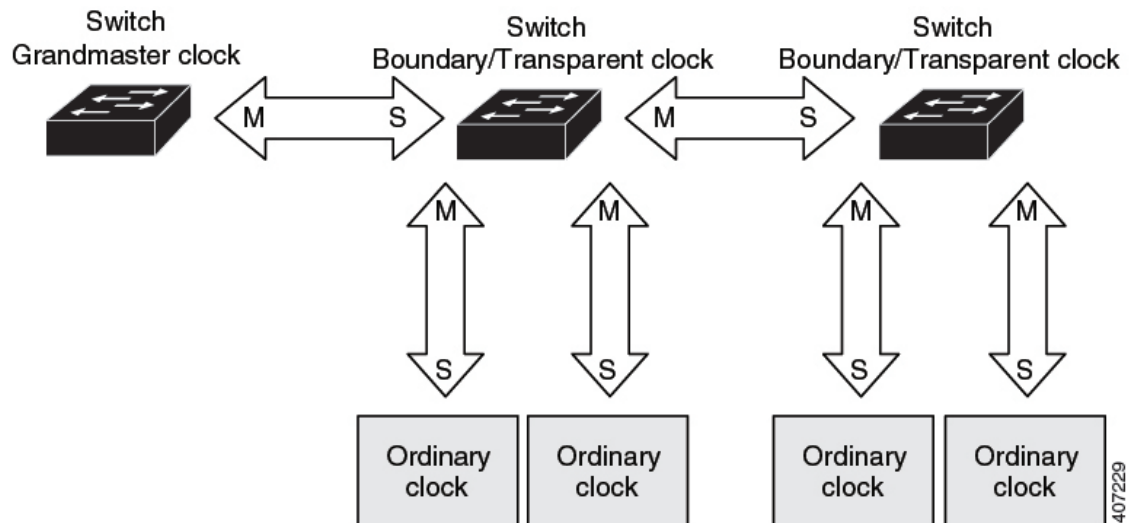 Switch
Grandmaster clock
Switch
Boundary/Transparent clock
Switch
Boundary/Transparent clock
M
S
M
S
M
M
M
M
S
S
S
S
Ordinary
clock
Ordinary
clock
Ordinary
clock
Ordinary
clock
407229